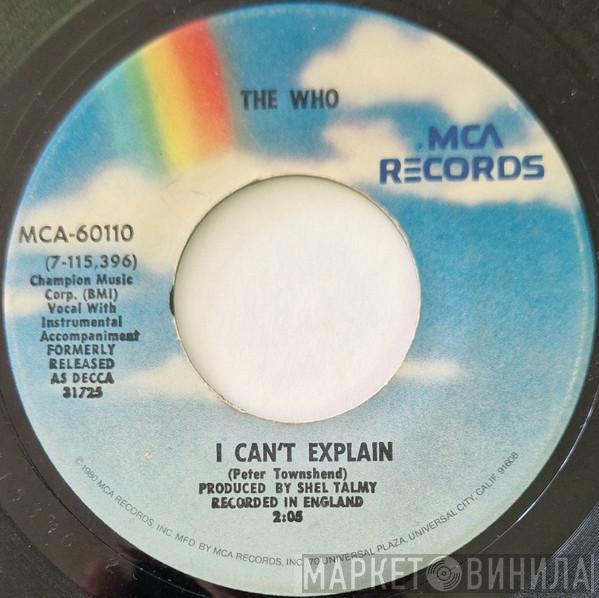 THE WHO
MCA
RECORDS
MCA-60110
(7-115,396)
Champion Music
Corp. (BMI)
Vocal With
Instrumental
Accompaniment
FORMERLY
RELEASED
AS DECCA
31725
I CAN'T EXPLAIN
(Peter Townshend)
PRODUCED BY SHEL TALMY
RECORDED IN ENGLAND
2:05
©1980 MCA RECORDS, INC. MFD. BY MCA RECORDS, INC. 70 UNIVERSAL PLAZA, UNIVERSAL CITY, CALIF. 91608
МАРКЕТ ВИНИЛА